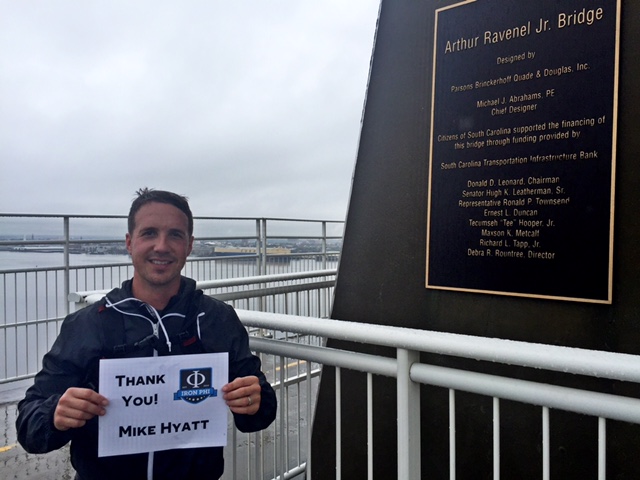 Arthur Ravenel Jr. Bridge
Designed by
Parsons Brinckerhoff Quade & Douglas, Inc.
Michael J. Abrahams, PE
Chief Designer
Citizens of South Carolina supported the financing of
this bridge through funding provided by
South Carolina Transportation Infrastructure Bank
Donald D. Leonard, Chairman
Senator Hugh K. Leatherman, Sr.
Representative Ronald P. Townsend
Ernest L. Duncan
Tecumseh "Tee" Hooper, Jr.
Maxson K. Metcalf
Richard L. Tapp, Jr.
Debra R. Rountree, Director
THANK
YOU!
Φ
IRON PHI
MIKE HYATT